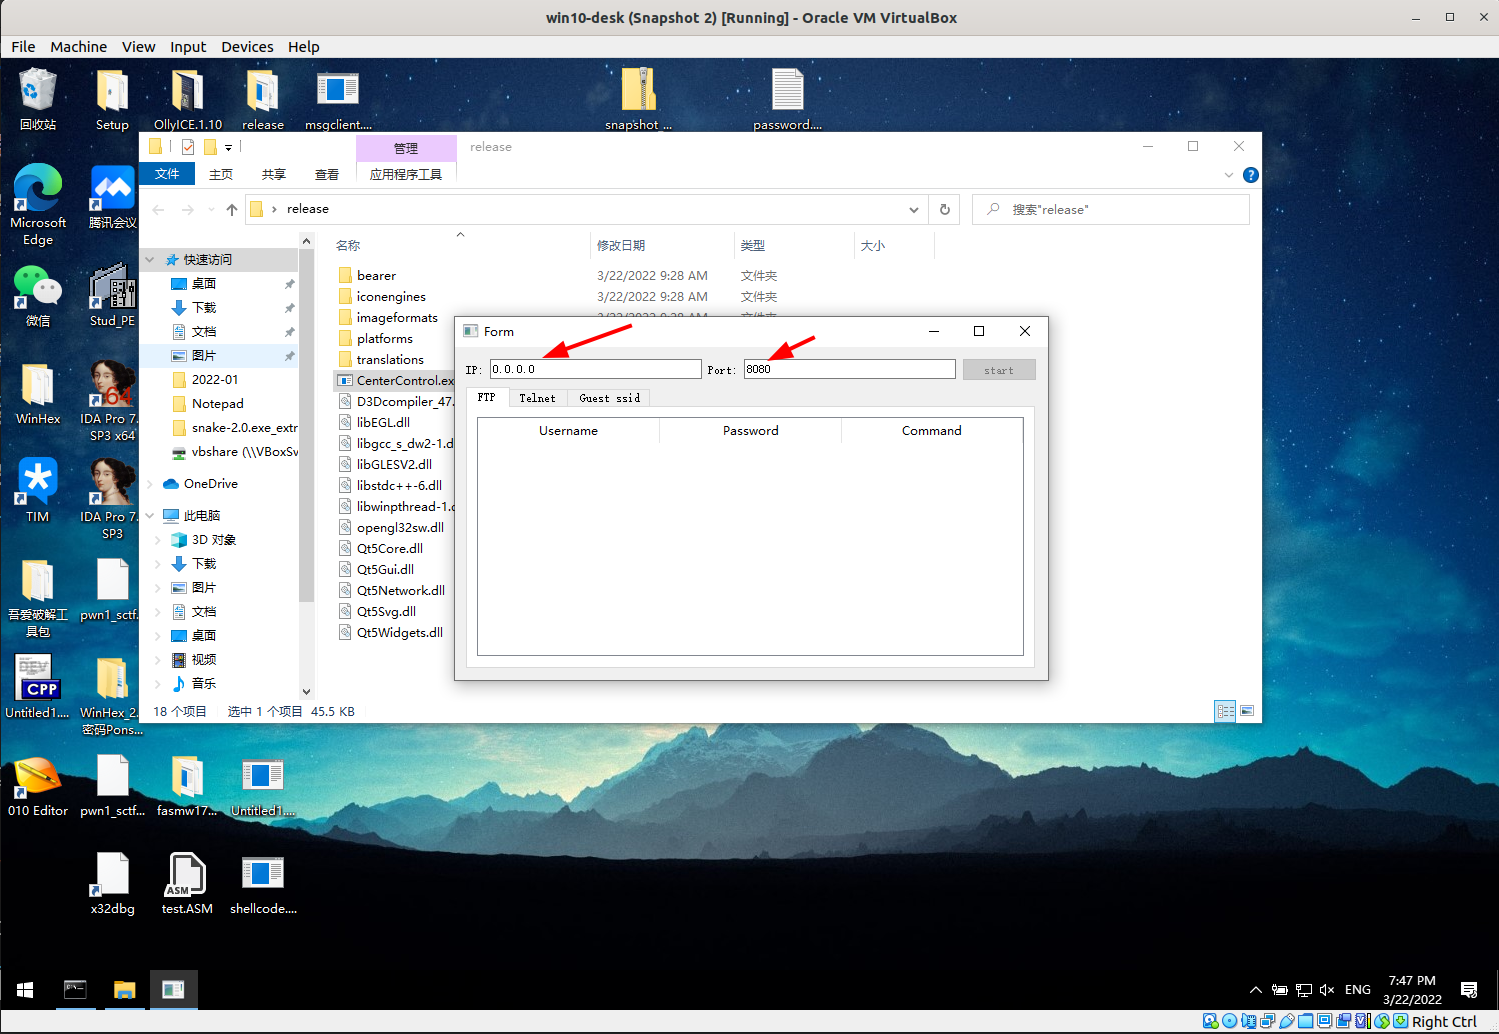 win10-desk (Snapshot 2) [Running] - Oracle VM VirtualBox
File Machine View Input Devices Help
回收站
Setup
OllyICE.1.10
release
msgclient....
snapshot_...
password....
管理
release
文件
主页
共享
查看
应用程序工具
release
搜索"release"
Microsoft
Edge
腾讯会议
微信
Stud_PE
WinHex
IDA Pro 7.
SP3 x64
TIM
IDA Pro 7.
SP3
吾爱破解工
具包
pwn1_sctf.
Untitled1....
WinHex_2.
密码Pons...
010 Editor
pwn1_sctf...
fasmw17...
Untitled1....
x32dbg
test.ASM
shellcode....
DEV
CPP
ASM
64
快速访问
桌面
下载
文档
图片
2022-01
Notepad
snake-2.0.exe_extr
vbshare (\\VBoxSv
OneDrive
此电脑
3D 对象
下载
图片
文档
桌面
视频
音乐
名称
修改日期
类型
大小
bearer 3/22/2022 9:28 AM 文件夹
iconengines 3/22/2022 9:28 AM 文件夹
imageformats
platforms
translations
CenterControl.ex
D3Dcompiler_47.
libEGL.dll
libgcc_s_dw2-1.d
libGLESV2.dll
libstdc++-6.dll
libwinpthread-1.c
opengl32sw.dll
Qt5Core.dll
Qt5Gui.dll
Qt5Network.dll
Qt5Svg.dll
Qt5Widgets.dll
18 个项目 选中 1 个项目 45.5 KB
Form
IP: 0.0.0.0 Port: 8080 start
FTP Telnet Guest ssid
Username Password Command
ENG
7:47 PM
3/22/2022
Right Ctrl